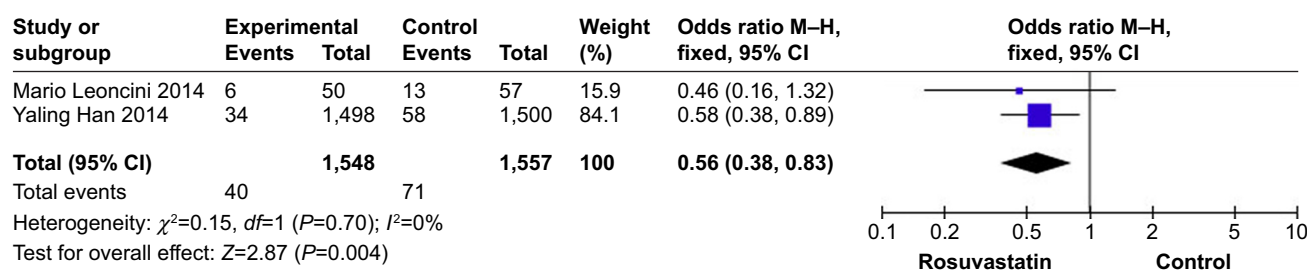 Study or Experimental Control Weight Odds ratio M–H, Odds ratio M–H,
subgroup Events Total Events Total (%) fixed, 95% CI fixed, 95% CI
Mario Leoncini 2014 6 50 13 57 15.9 0.46 (0.16, 1.32)
Yaling Han 2014 34 1,498 58 1,500 84.1 0.58 (0.38, 0.89)
Total (95% CI) 1,548 1,557 100 0.56 (0.38, 0.83)
Total events 40 71
Heterogeneity: χ²=0.15, df=1 (P=0.70); I²=0%
Test for overall effect: Z=2.87 (P=0.004)
0.1 0.2 0.5 1 2 5 10
Rosuvastatin Control